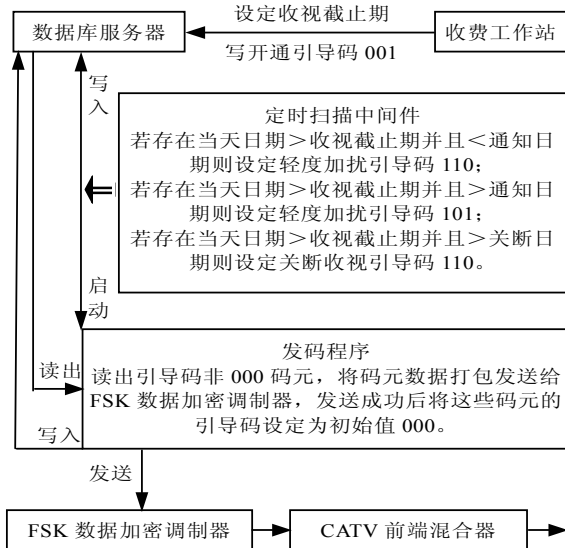 设定收视截止期
数据库服务器
收费工作站
写开通引导码 001
写
入
定时扫描中间件
若存在当天日期＞收视截止期并且＜通知日
期则设定轻度加扰引导码 110；
若存在当天日期＞收视截止期并且＞通知日
期则设定轻度加扰引导码 101；
若存在当天日期＞收视截止期并且＞关断日
期则设定关断收视引导码 110。
启
动
发码程序
读出
读出引导码非 000 码元，将码元数据打包发送给
FSK 数据加密调制器，发送成功后将这些码元的
引导码设定为初始值 000。
写入
发送
FSK 数据加密调制器
CATV 前端混合器